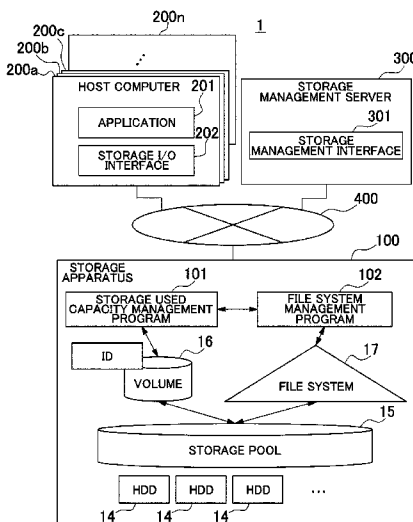 200n
1
200c
200b
200a
300
HOST COMPUTER
201
APPLICATION
202
STORAGE I/O
INTERFACE
STORAGE
MANAGEMENT SERVER
301
STORAGE
MANAGEMENT INTERFACE
400
100
STORAGE
APPARATUS
101
102
STORAGE USED
CAPACITY MANAGEMENT
PROGRAM
FILE SYSTEM
MANAGEMENT
PROGRAM
16
17
ID
VOLUME
FILE SYSTEM
15
STORAGE POOL
HDD
HDD
HDD
...
14
14
14